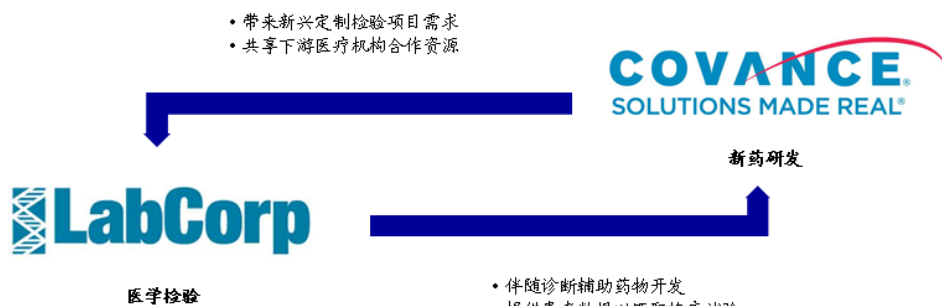 • 带来新兴定制检验项目需求
• 共享下游医疗机构合作资源
COVANCE®
SOLUTIONS MADE REAL®
新药研发
LabCorp
医学检验
• 伴随诊断辅助药物开发